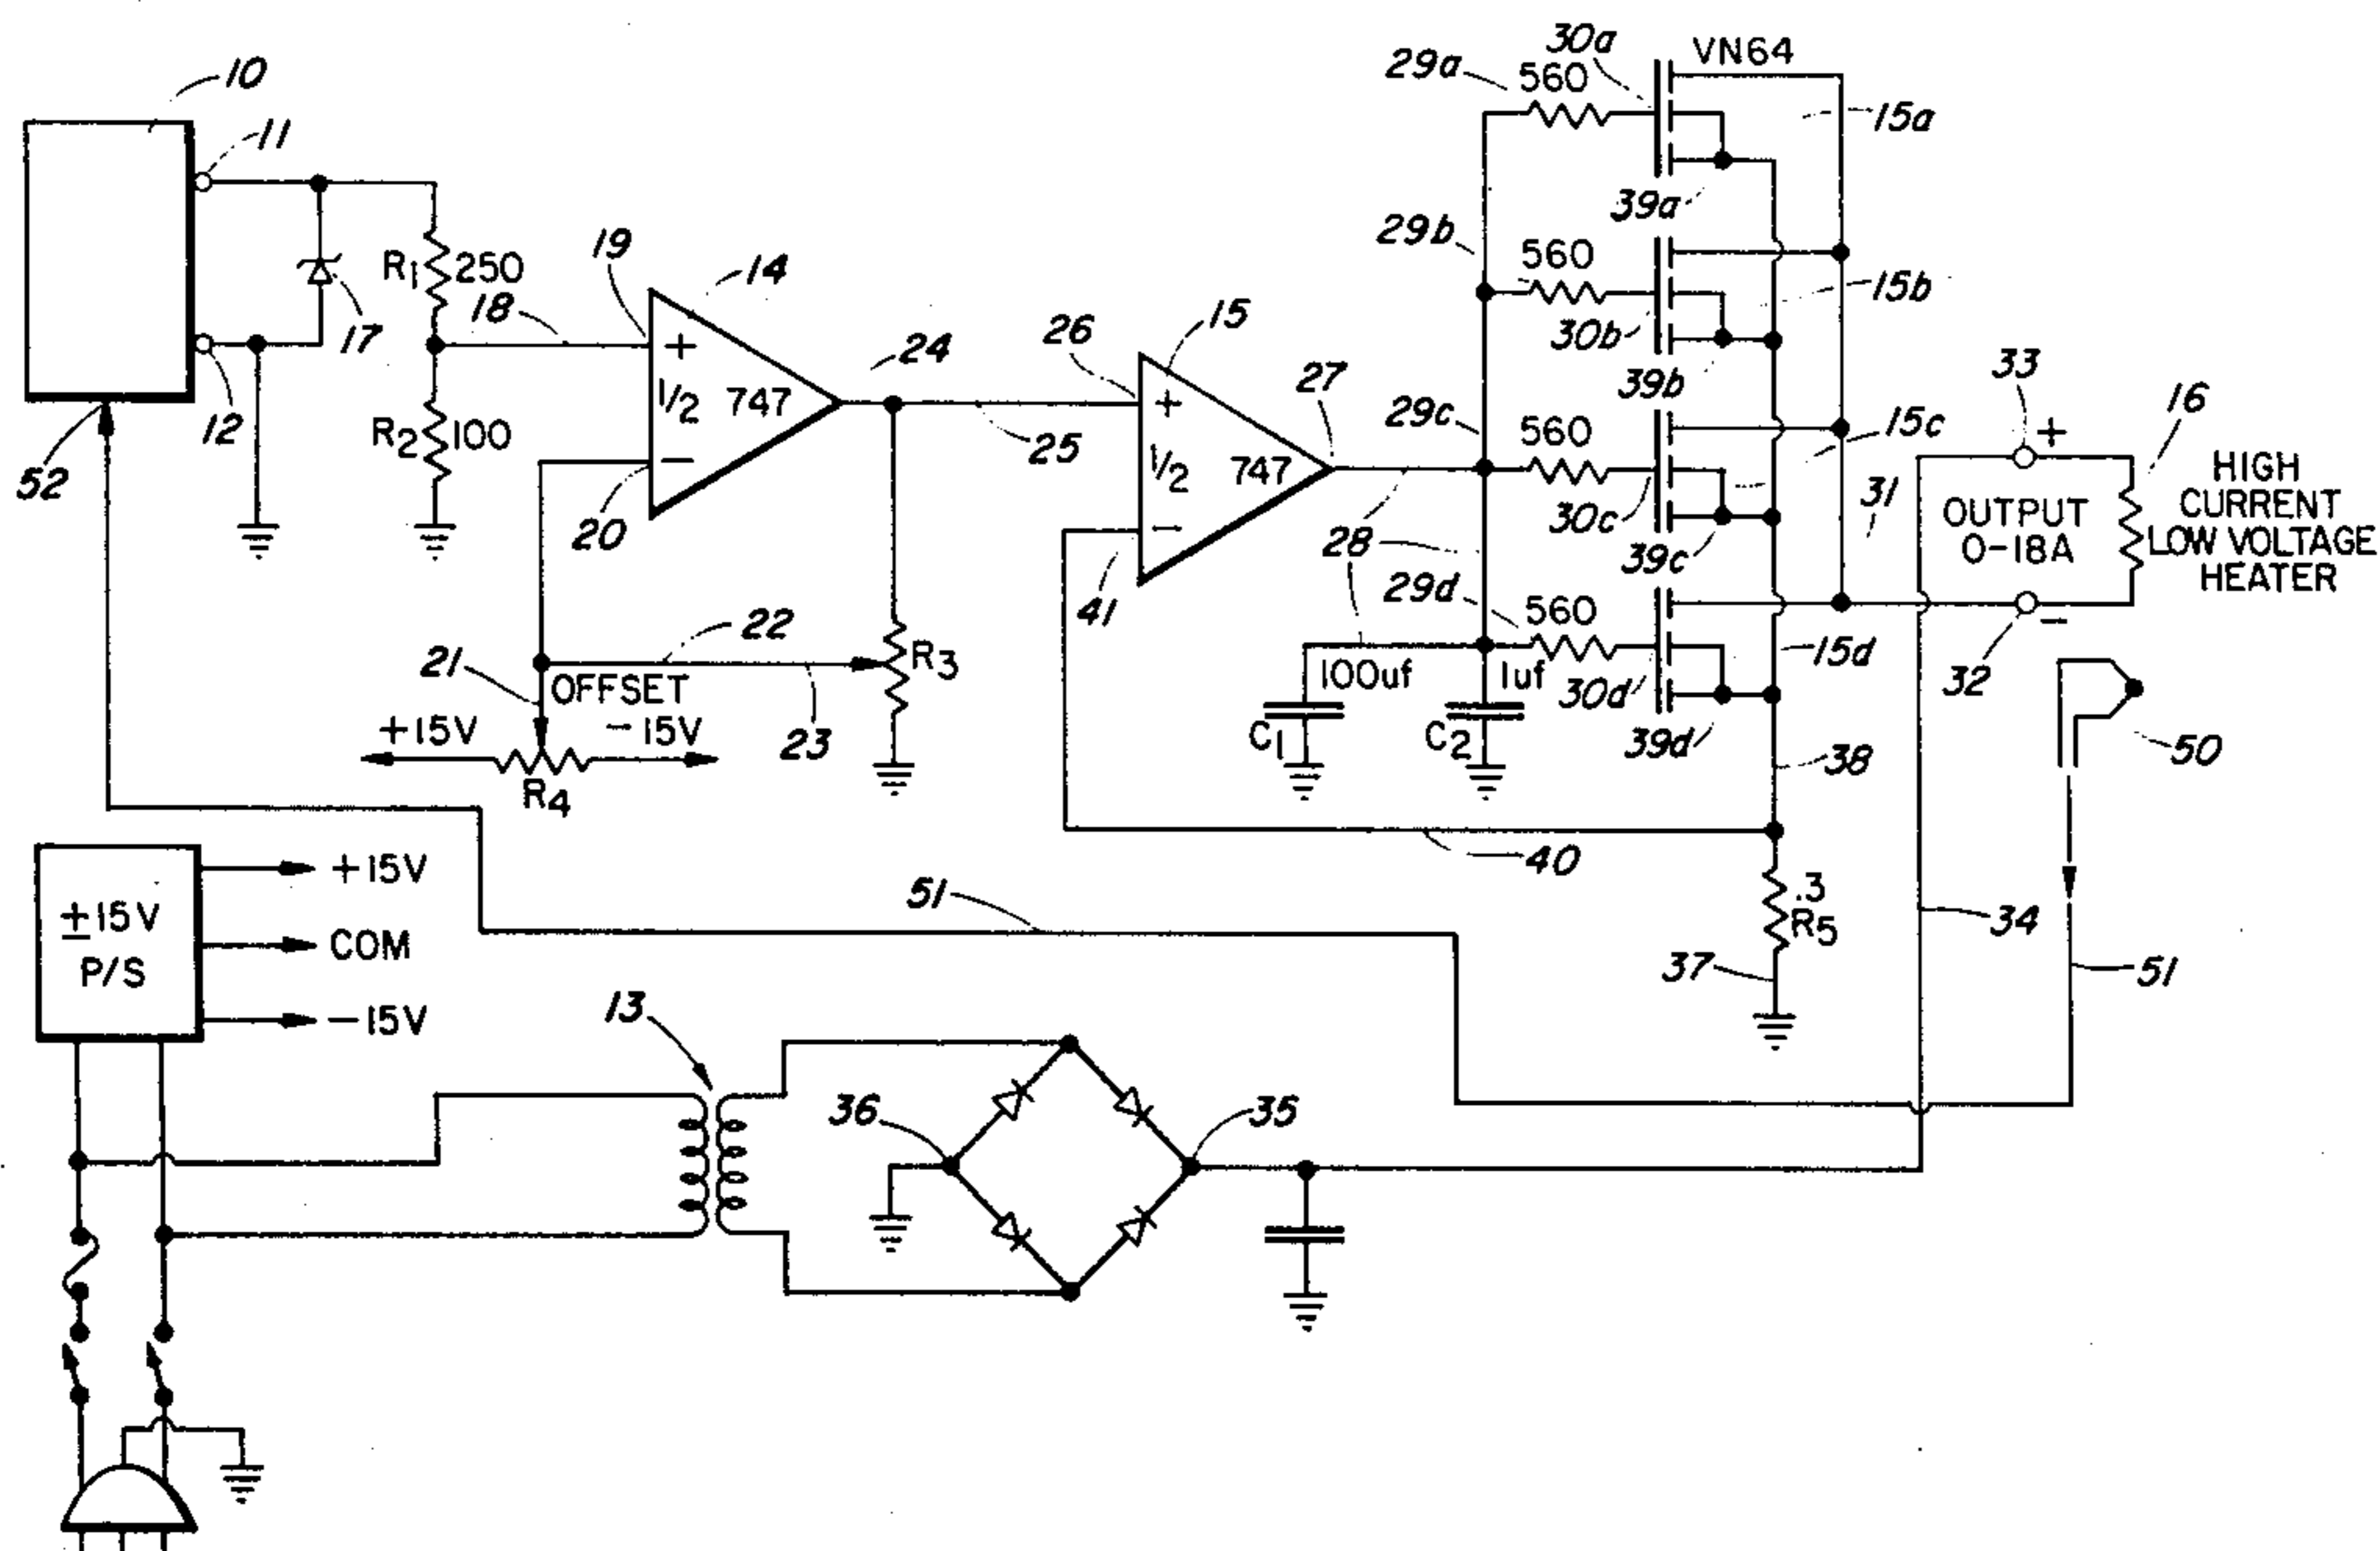 10
11
R1 250
17
12
52
R2 100
18
19
14
+
1/2 747
−
20
24
25
26
15
+
1/2 747
−
27
41
28
22
21
OFFSET
R3
23
+15V
−15V
R4
29a
560
30a
VN64
15a
39a
29b
560
30b
15b
39b
29c
560
30c
15c
39c
29d
560
30d
15d
39d
100uf
1uf
C1
C2
38
40
.3
R5
37
31
33
+
16
OUTPUT
0-18A
HIGH
CURRENT
LOW VOLTAGE
HEATER
32
−
50
34
51
51
±15V
P/S
+15V
COM
−15V
13
36
35